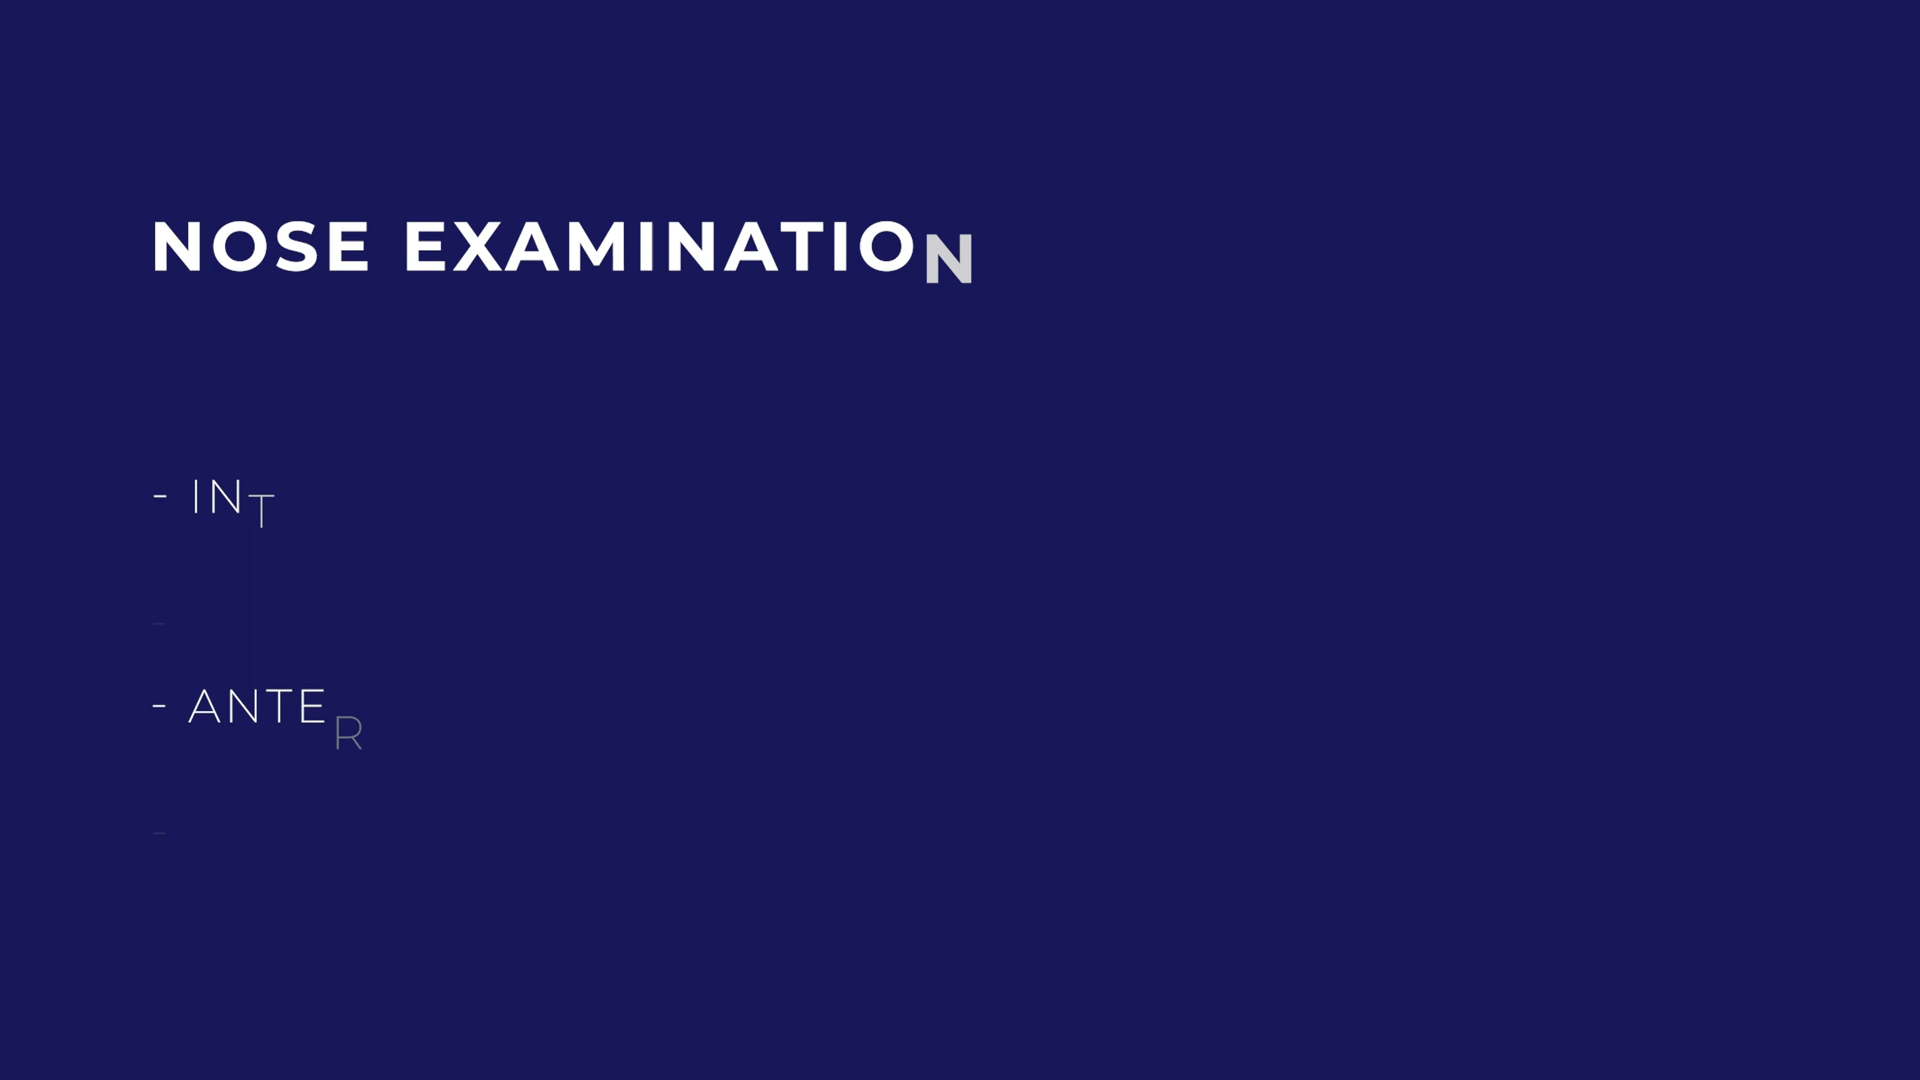 NOSE EXAMINATION
- INT
-
- ANTER
-